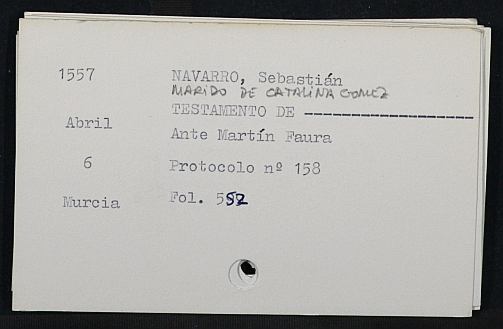 1557 NAVARRO, Sebastián
MARIDO DE CATALINA GOMEZ
TESTAMENTO DE --------------------
Abril Ante Martín Faura
6 Protocolo nº 158
Murcia Fol. 552